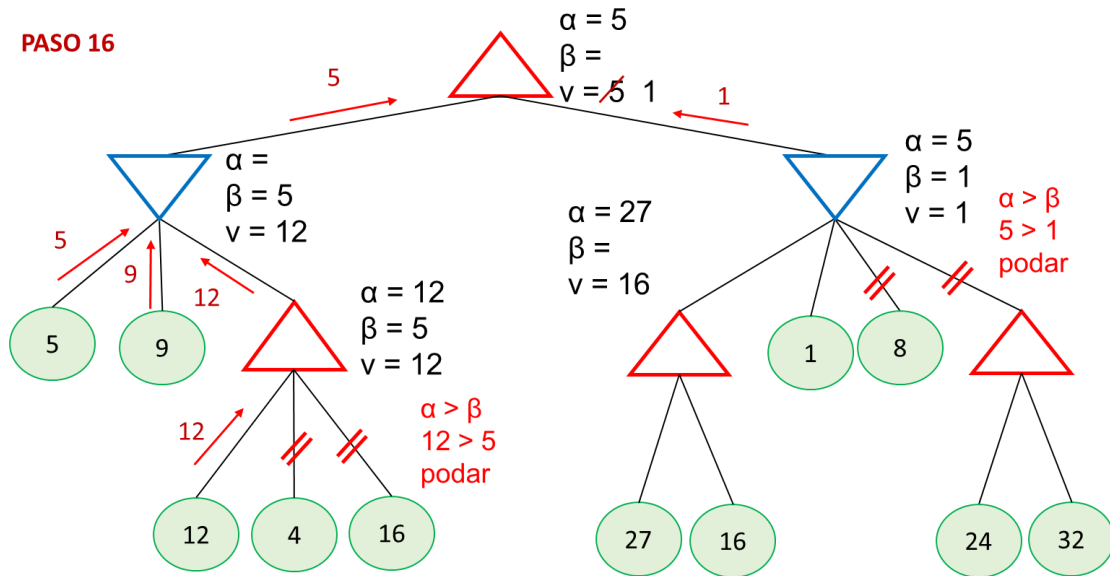 PASO 16
α = 5
β =
v = 5 1
5
1
α =
β = 5
v = 12
α = 5
β = 1
v = 1
α > β
5 > 1
podar
α = 27
β =
v = 16
5
9
12
α = 12
β = 5
v = 12
5
9
1
8
12
α > β
12 > 5
podar
12
4
16
27
16
24
32